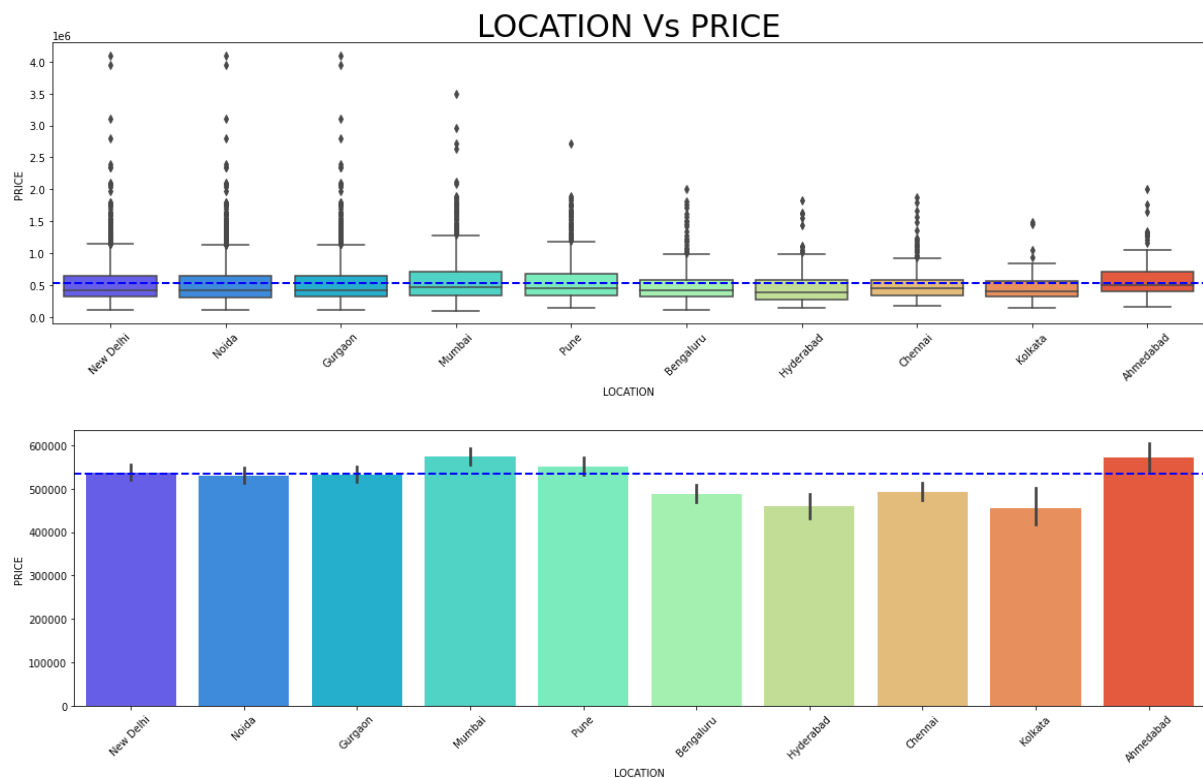 LOCATION Vs PRICE
1e6
4.0
3.5
3.0
2.5
2.0
1.5
1.0
0.5
0.0
PRICE
New Delhi
Noida
Gurgaon
Mumbai
Pune
Bengaluru
Hyderabad
Chennai
Kolkata
Ahmedabad
LOCATION
600000
500000
400000
300000
200000
100000
0
PRICE
New Delhi
Noida
Gurgaon
Mumbai
Pune
Bengaluru
Hyderabad
Chennai
Kolkata
Ahmedabad
LOCATION